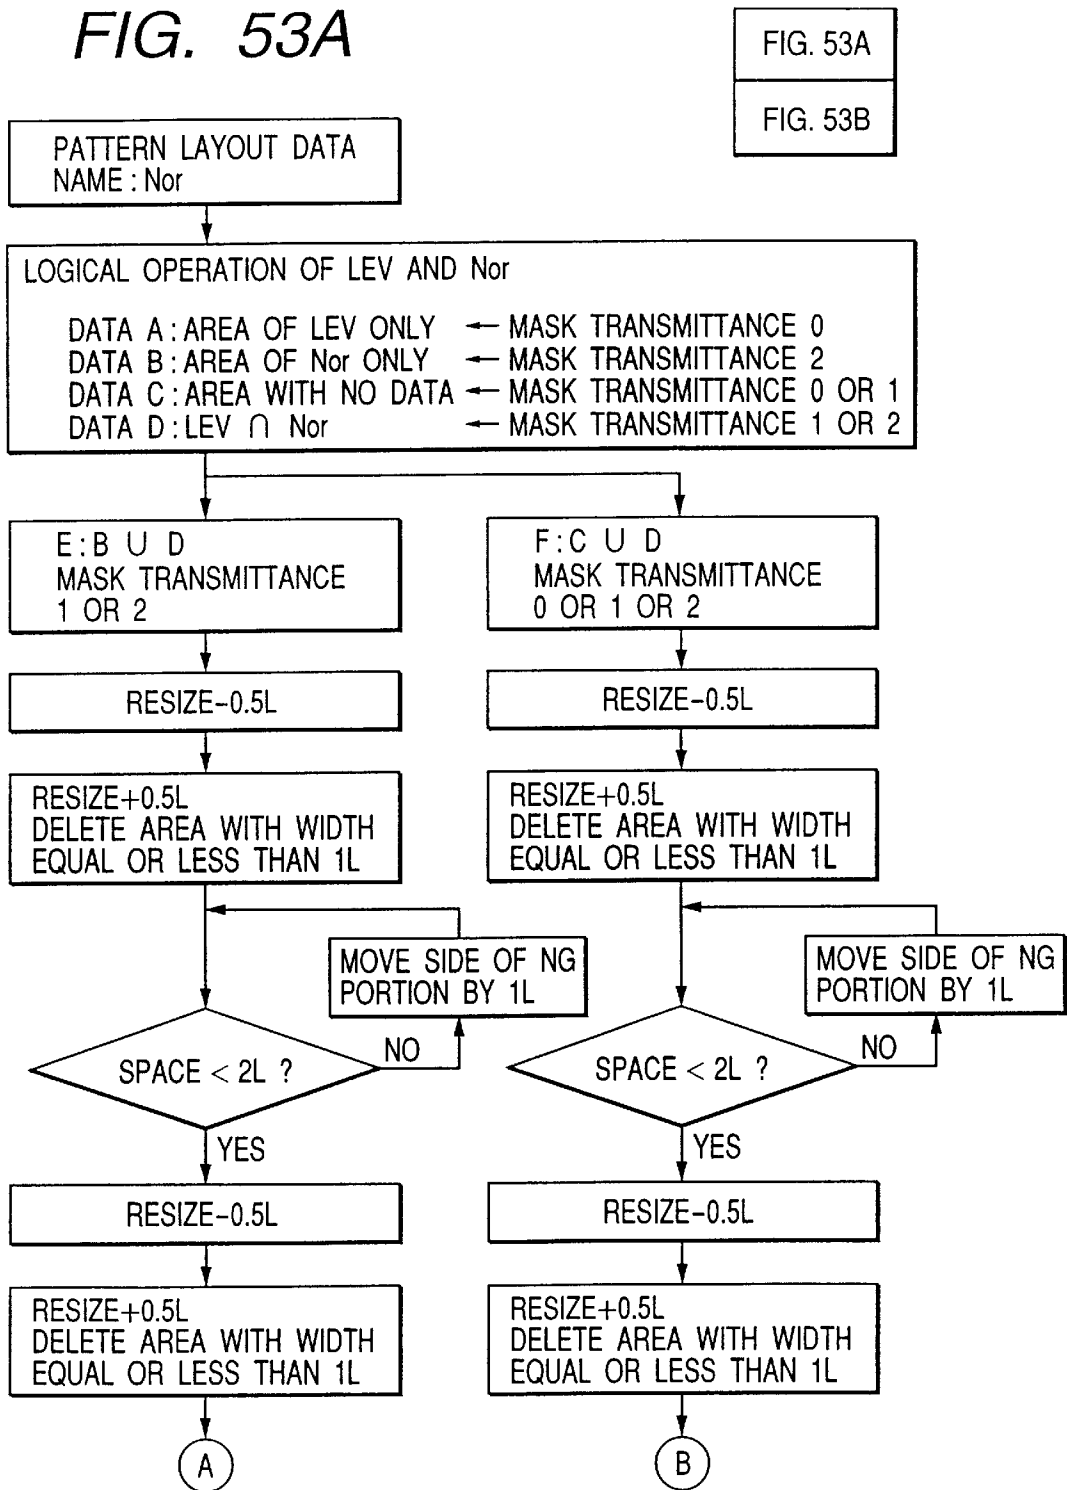 FIG. 53A
FIG. 53A
FIG. 53B
PATTERN LAYOUT DATA
NAME : Nor
LOGICAL OPERATION OF LEV AND Nor
DATA A : AREA OF LEV ONLY ← MASK TRANSMITTANCE 0
DATA B : AREA OF Nor ONLY ← MASK TRANSMITTANCE 2
DATA C : AREA WITH NO DATA ← MASK TRANSMITTANCE 0 OR 1
DATA D : LEV ∩ Nor ← MASK TRANSMITTANCE 1 OR 2
E : B ∪ D
MASK TRANSMITTANCE
1 OR 2
F : C ∪ D
MASK TRANSMITTANCE
0 OR 1 OR 2
RESIZE-0.5L
RESIZE-0.5L
RESIZE+0.5L
DELETE AREA WITH WIDTH
EQUAL OR LESS THAN 1L
RESIZE+0.5L
DELETE AREA WITH WIDTH
EQUAL OR LESS THAN 1L
MOVE SIDE OF NG
PORTION BY 1L
MOVE SIDE OF NG
PORTION BY 1L
SPACE < 2L ?
NO
SPACE < 2L ?
NO
YES
YES
RESIZE-0.5L
RESIZE-0.5L
RESIZE+0.5L
DELETE AREA WITH WIDTH
EQUAL OR LESS THAN 1L
RESIZE+0.5L
DELETE AREA WITH WIDTH
EQUAL OR LESS THAN 1L
A
B